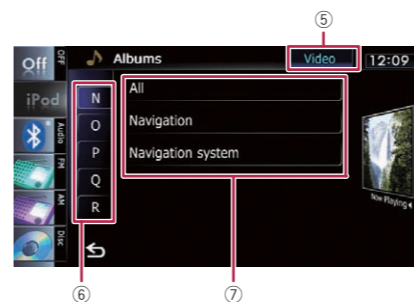 ⑤
Off
OFF
Albums
Video
12:09
iPod
Audio
FM
AM
Disc
N
O
P
Q
R
All
Navigation
Navigation system
Now Playing
⑥
⑦